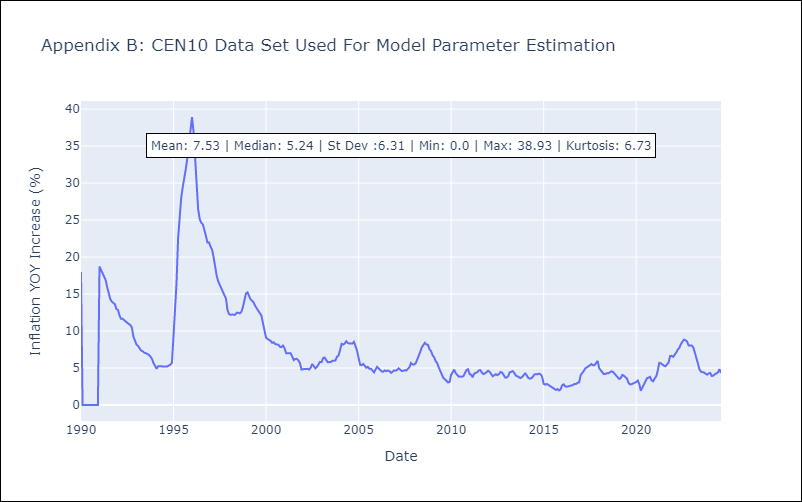 Appendix B: CEN10 Data Set Used For Model Parameter Estimation
40
Mean: 7.53 | Median: 5.24 | St Dev :6.31 | Min: 0.0 | Max: 38.93 | Kurtosis: 6.73
35
30
25
20
15
10
5
0
Inflation YOY Increase (%)
1990 1995 2000 2005 2010 2015 2020
Date